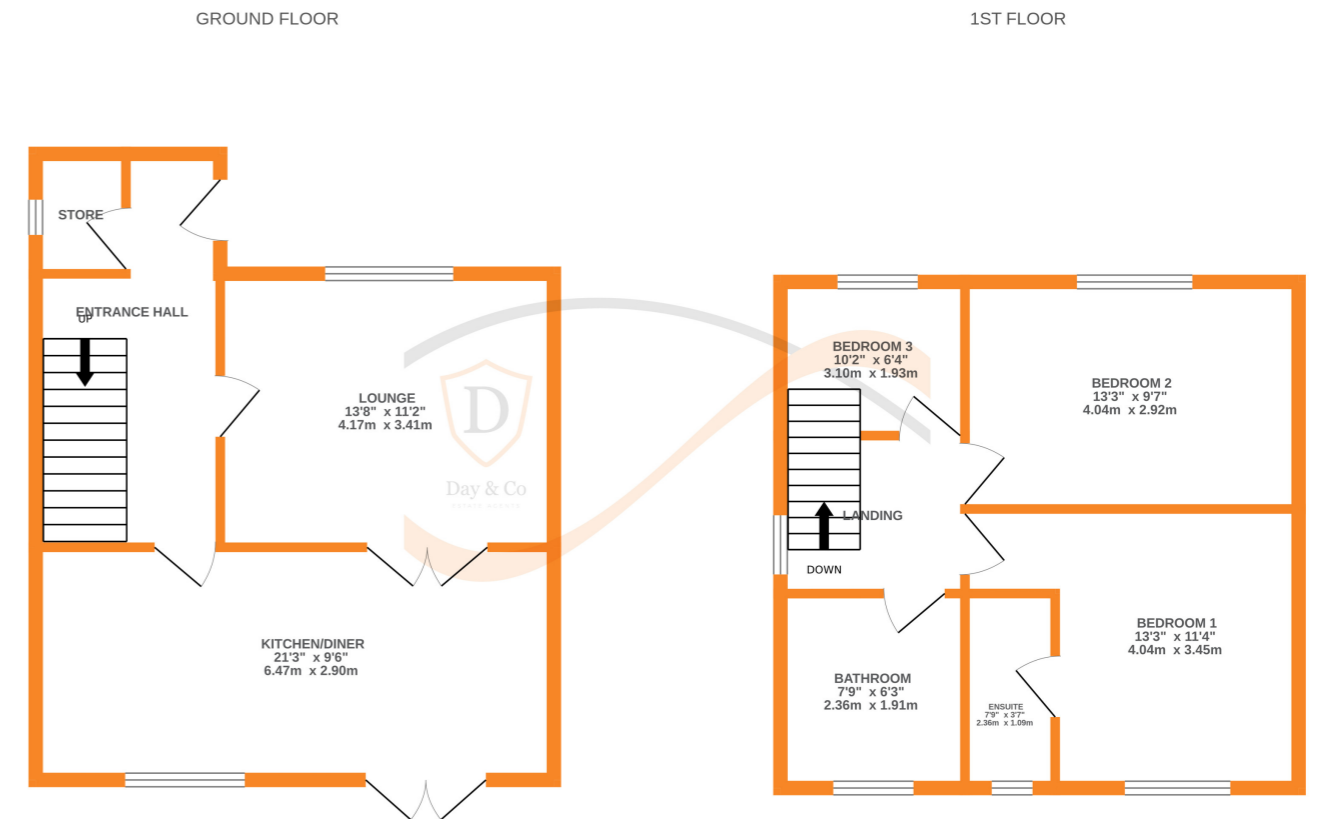 GROUND FLOOR
1ST FLOOR
STORE
ENTRANCE HALL
UP
LOUNGE
13'8" x 11'2"
4.17m x 3.41m
D
Day & Co
ESTATE AGENTS
KITCHEN/DINER
21'3" x 9'6"
6.47m x 2.90m
BEDROOM 3
10'2" x 6'4"
3.10m x 1.93m
BEDROOM 2
13'3" x 9'7"
4.04m x 2.92m
LANDING
DOWN
BEDROOM 1
13'3" x 11'4"
4.04m x 3.45m
BATHROOM
7'9" x 6'3"
2.36m x 1.91m
ENSUITE
7'9" x 3'7"
2.36m x 1.09m